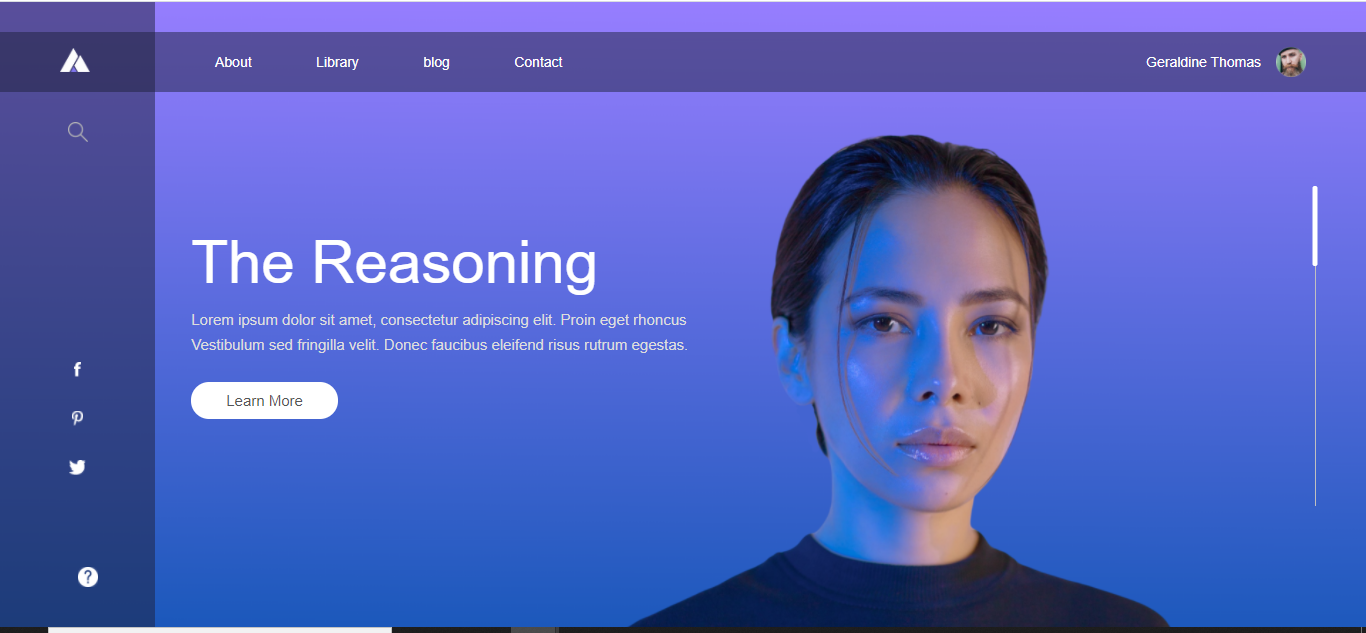 About
Library
blog
Contact
Geraldine Thomas
The Reasoning
Lorem ipsum dolor sit amet, consectetur adipiscing elit. Proin eget rhoncus
Vestibulum sed fringilla velit. Donec faucibus eleifend risus rutrum egestas.
Learn More